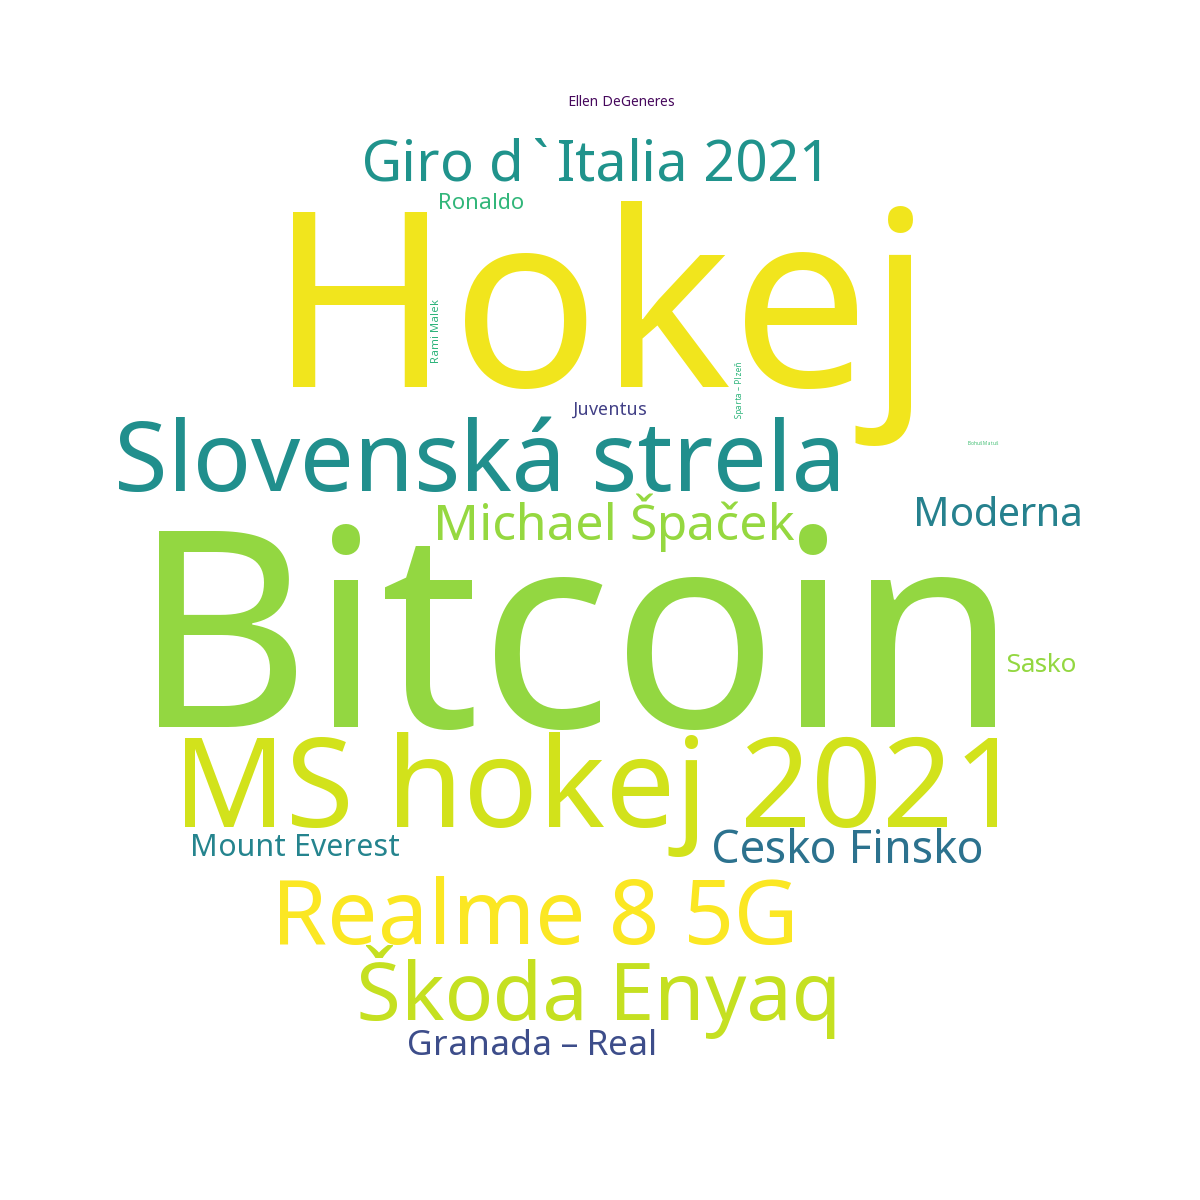 Ellen DeGeneres
Giro d`Italia 2021
Ronaldo
Hokej
Rami Malek
Sparta – Plzeň
Juventus
Slovenská strela
Michael Špaček
Moderna
Bitcoin
Sasko
MS hokej 2021
Mount Everest
Cesko Finsko
Realme 8 5G
Škoda Enyaq
Granada – Real